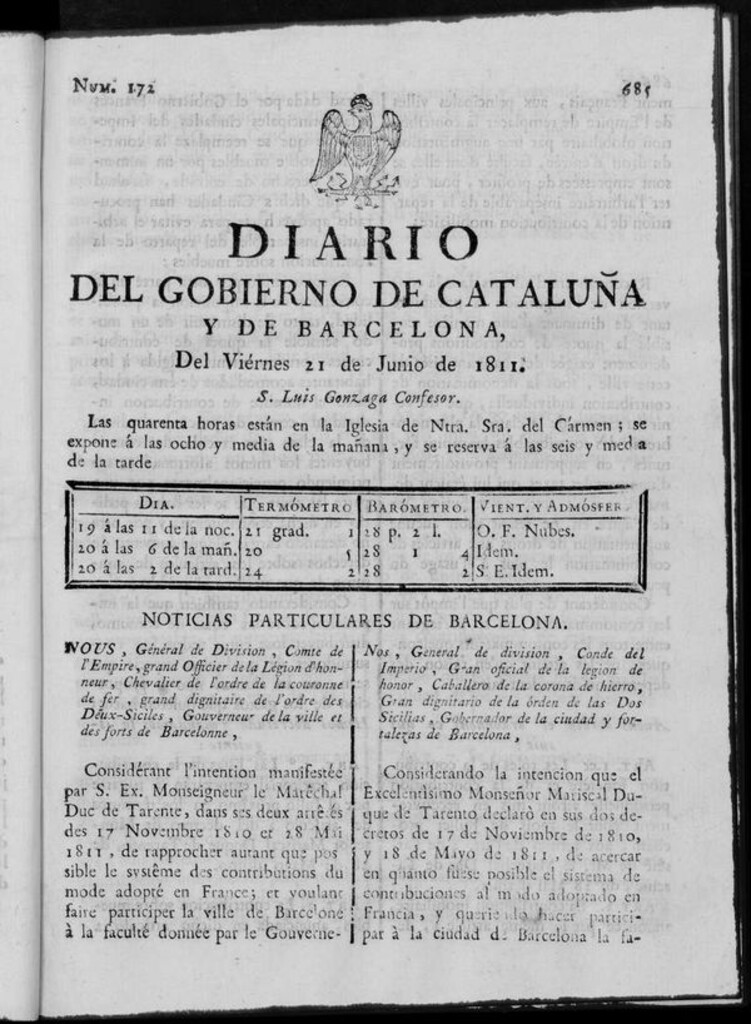 NUM. 172
685
DIARIO
DEL GOBIERNO DE CATALUÑA
Y DE BARCELONA,
Del Viérnes 21 de Junio de 1811.
S. Luis Gonzaga Confesor.
Las quarenta horas están en la Iglesia de Ntra. Sra. del Cármen; se
expone á las ocho y media de la mañana, y se reserva á las seis y med a
de la tarde
DIA. TERMÓMETRO BARÓMETRO. VIENT. Y ADMÓSFER
19 á las 11 de la noc. 21 grad. 1 28 p. 2 l. O. F. Nubes.
20 á las 6 de la mañ. 20 5 28 1 4 Idem.
20 á las 2 de la tard. 24 2 28 2 S. E. Idem.
NOTICIAS PARTICULARES DE BARCELONA.
NOUS, Général de Division, Comte de
l'Empire, grand Officier de la Légion d'hon-
neur, Chevalier de l'ordre de la couronne
de fer, grand dignitaire de l'ordre des
Deux-Siciles, Gouverneur de la ville et
des forts de Barcelonne,
Considérant l'intention manifestée
par S. Ex. Monseigneur le Maréchal
Duc de Tarente, dans ses deux arrêtés
des 17 Novembre 1810 et 28 Mai
1811, de rapprocher autant que pos
sible le systême des contributions du
mode adopté en France; et voulant
faire participer la ville de Barcelone
à la faculté donnée par le Gouverne-
Nos, General de division, Conde del
Imperio, Gran oficial de la legion de
honor, Caballero de la corona de hierro,
Gran dignitario de la órden de las Dos
Sicilias, Gobernador de la ciudad y for-
talezas de Barcelona,
Considerando la intencion que el
Excelentísimo Monseñor Mariscal Du-
que de Tarento declaró en sus dos de-
cretos de 17 de Noviembre de 1810,
y 18 de Mayo de 1811, de acercar
en quanto fuese posible el sistema de
contribuciones al modo adoptado en
Francia, y queriendo hacer partici-
par à la ciudad de Barcelona la fa-